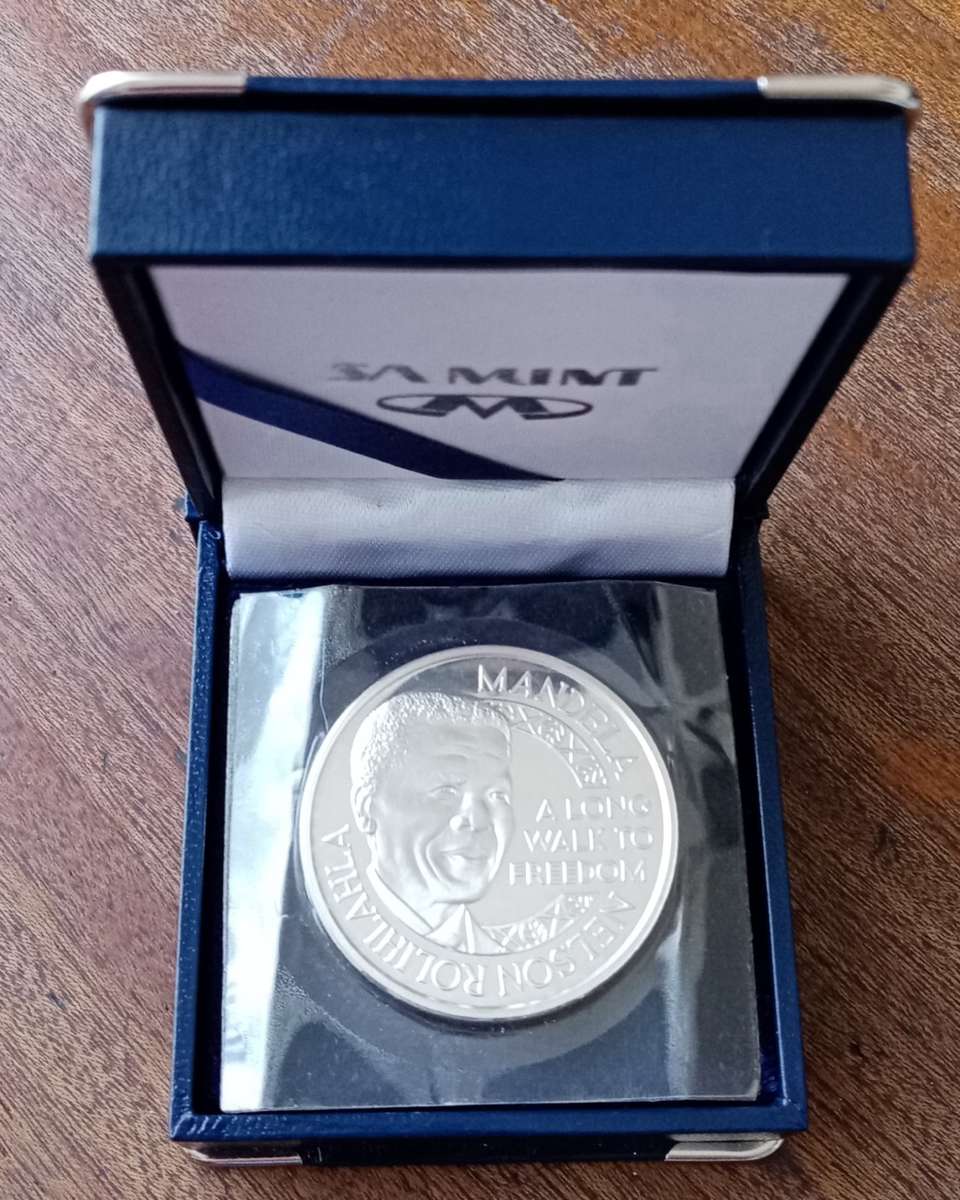 SA MINT
MANDELA
A LONG
WALK TO
FREEDOM
NELSON ROLIHLAHLA